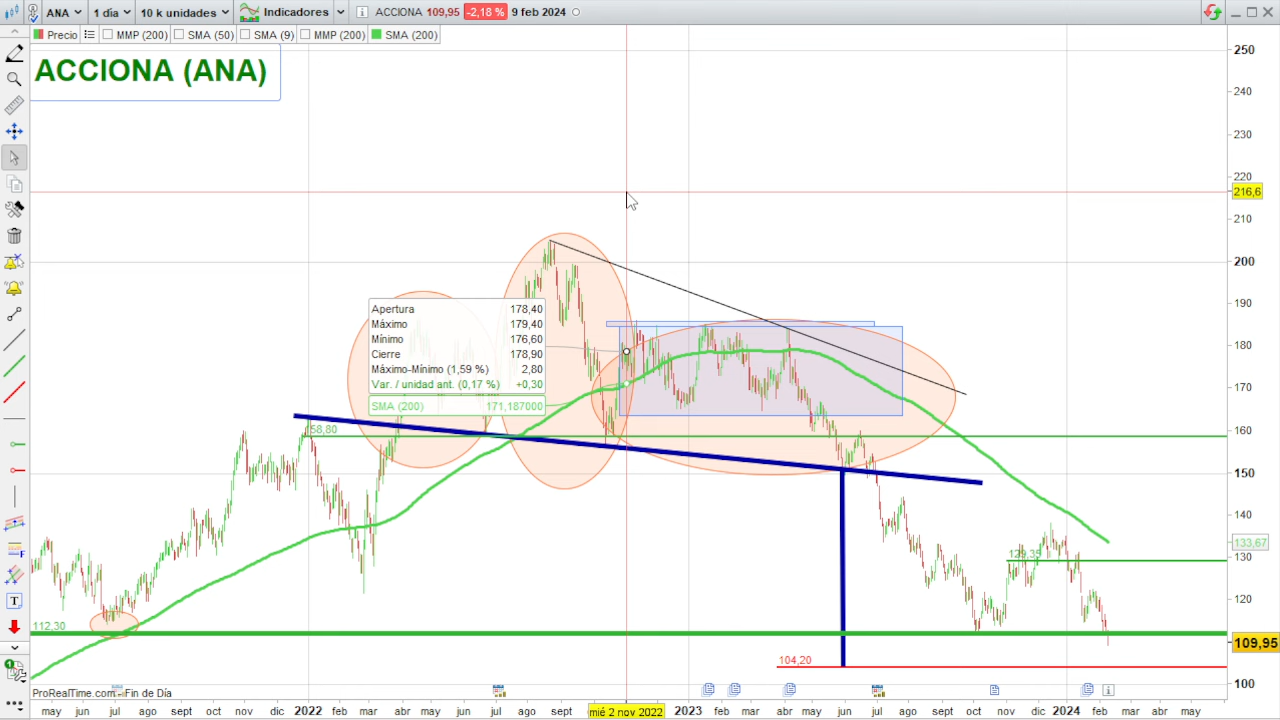 ANA 1 día 10 k unidades Indicadores ACCIONA 109,95 -2,18 % 9 feb 2024
Precio MMP (200) SMA (50) SMA (9) MMP (200) SMA (200)
ACCIONA (ANA)
250
240
230
220
216,6
210
200
190
180
170
160
150
140
133,67
130
120
109,95
100
Apertura 178,40
Máximo 179,40
Mínimo 176,60
Cierre 178,90
Máximo-Mínimo (1,59 %) 2,80
Var. / unidad ant. (0,17 %) +0,30
SMA (200) 171,187000
58,80
129,35
112,30
104,20
ProRealTime.com Fin de Día
may jun jul ago sept oct nov dic 2022 feb mar abr may jun jul ago sept mié 2 nov 2022 2023 feb mar abr may jun jul ago sept oct nov dic 2024 feb mar abr may